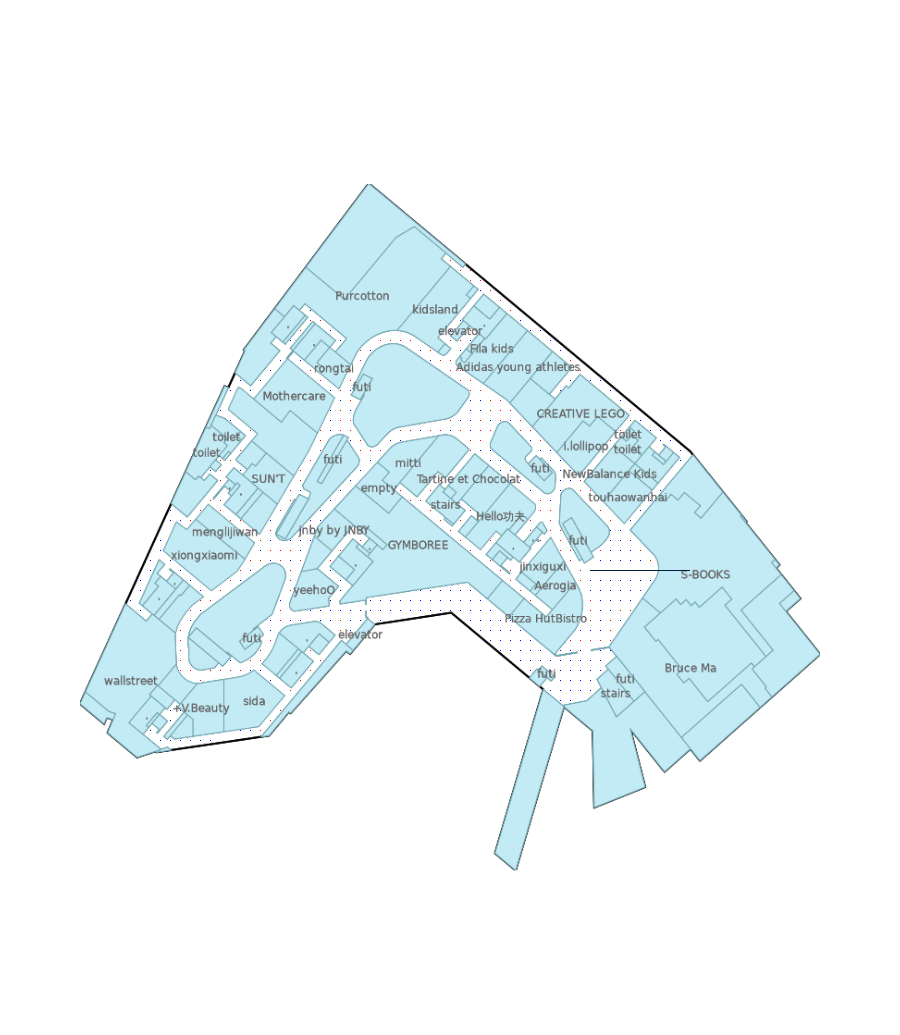 Purcotton
kidsland
elevator
Fila kids
rongtai
Adidas young athletes
futi
Mothercare
CREATIVE LEGO
toilet
toilet
i.lollipop
toilet
toilet
futi
mitti
futi
NewBalance Kids
SUN'T
Tartine et Chocolat
empty
touhaowanhai
stairs
Hello功夫
menglijiwan
jnby by JNBY
futi
GYMBOREE
xiongxiaomi
jinxiguxi
S-BOOKS
yeehoO
Aerogia
Pizza HutBistro
elevator
futi
Bruce Ma
futi
wallstreet
futi
sida
stairs
V.Beauty